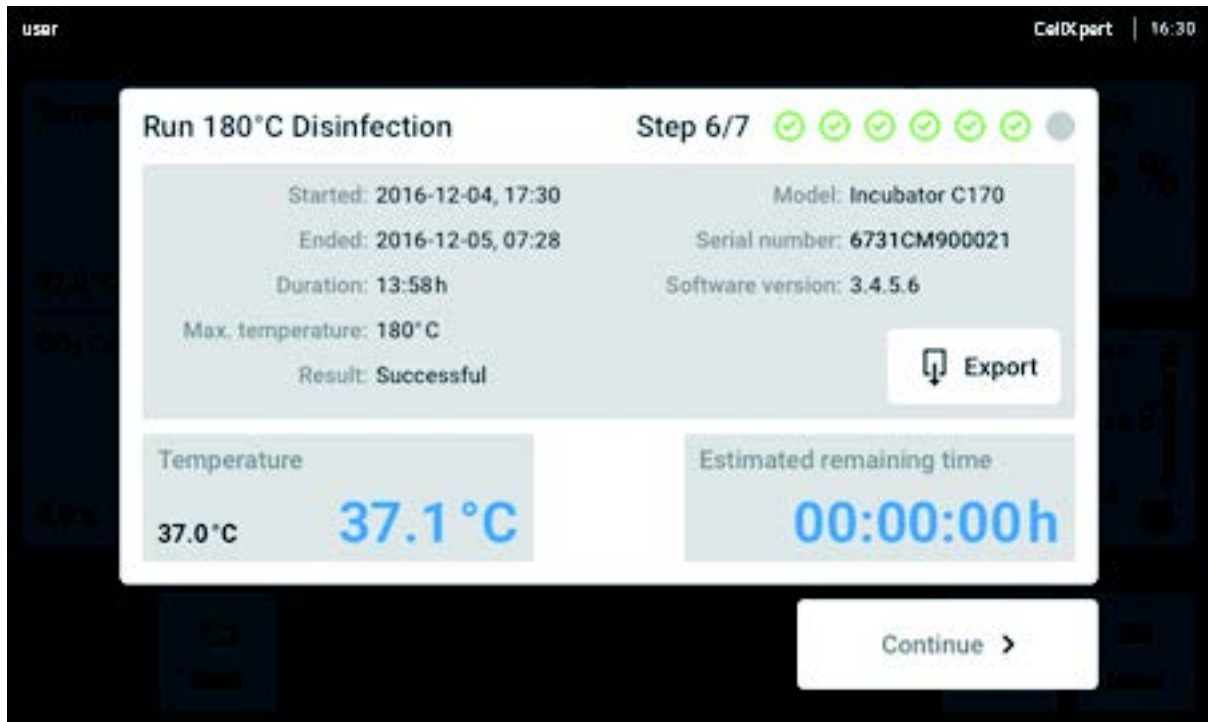 user
CellXpert | 16:30
Run 180°C Disinfection
Step 6/7
Started: 2016-12-04, 17:30
Ended: 2016-12-05, 07:28
Duration: 13:58h
Max. temperature: 180°C
Result: Successful
Model: Incubator C170
Serial number: 6731CM900021
Software version: 3.4.5.6
Export
Temperature
37.0°C 37.1°C
Estimated remaining time
00:00:00h
Continue